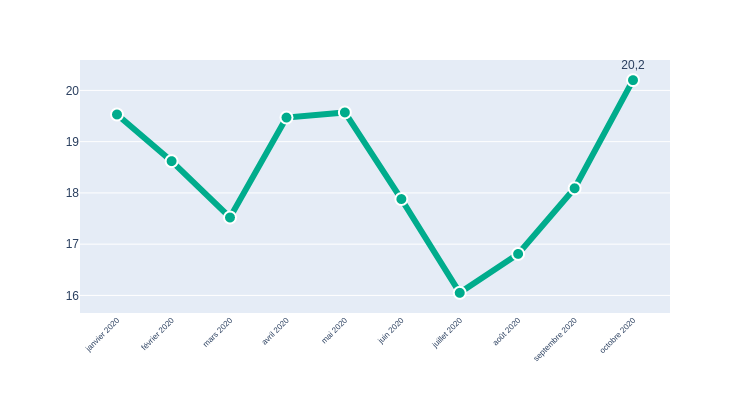 20,2
20
19
18
17
16
janvier 2020
février 2020
mars 2020
avril 2020
mai 2020
juin 2020
juillet 2020
août 2020
septembre 2020
octobre 2020